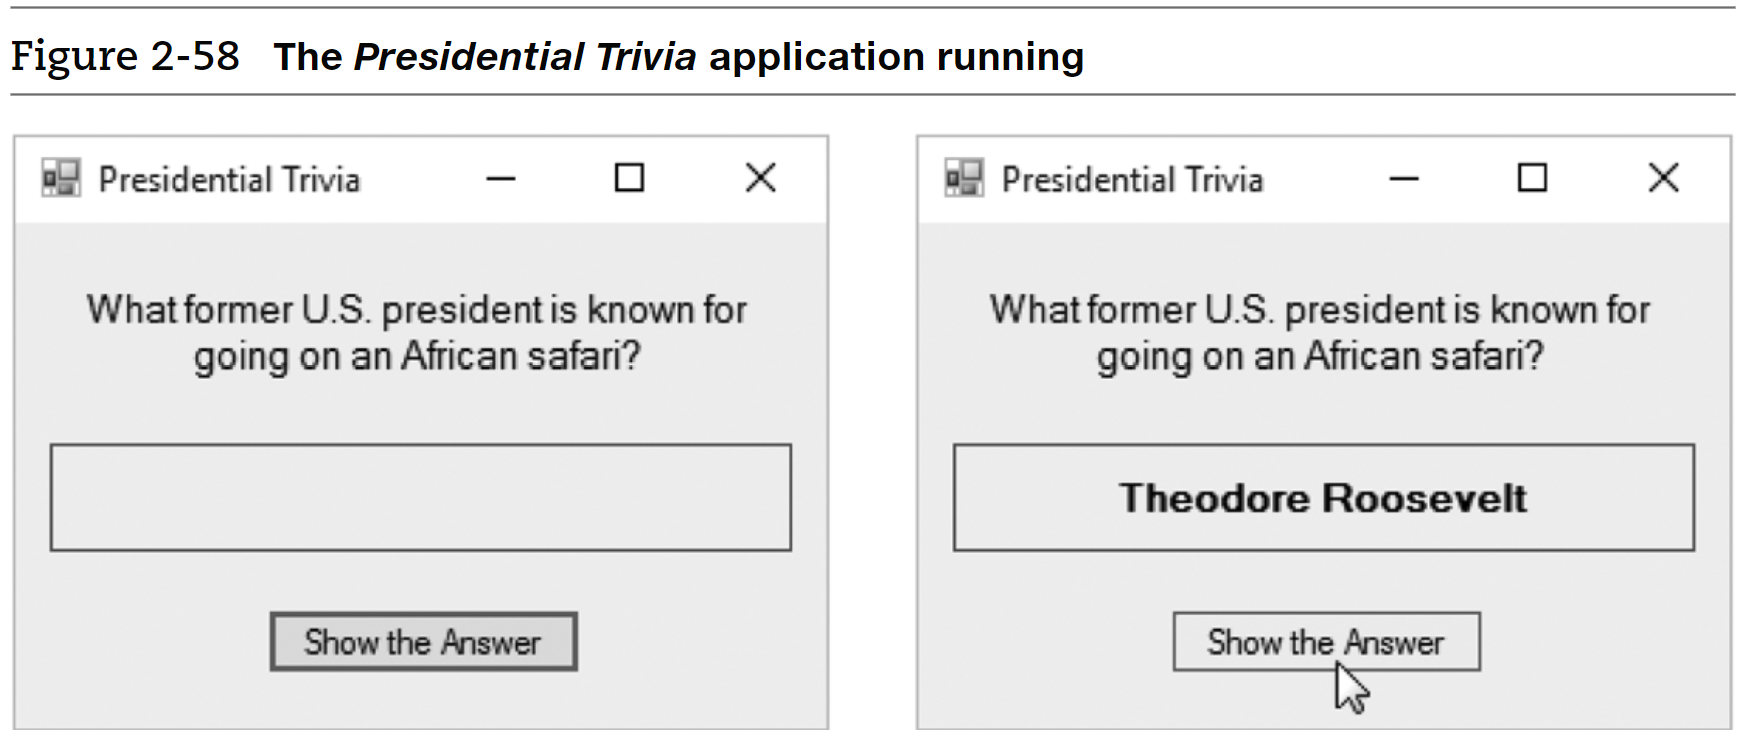 Figure 2-58 The Presidential Trivia application running
Presidential Trivia
What former U.S. president is known for
going on an African safari?
Show the Answer
Presidential Trivia
What former U.S. president is known for
going on an African safari?
Theodore Roosevelt
Show the Answer